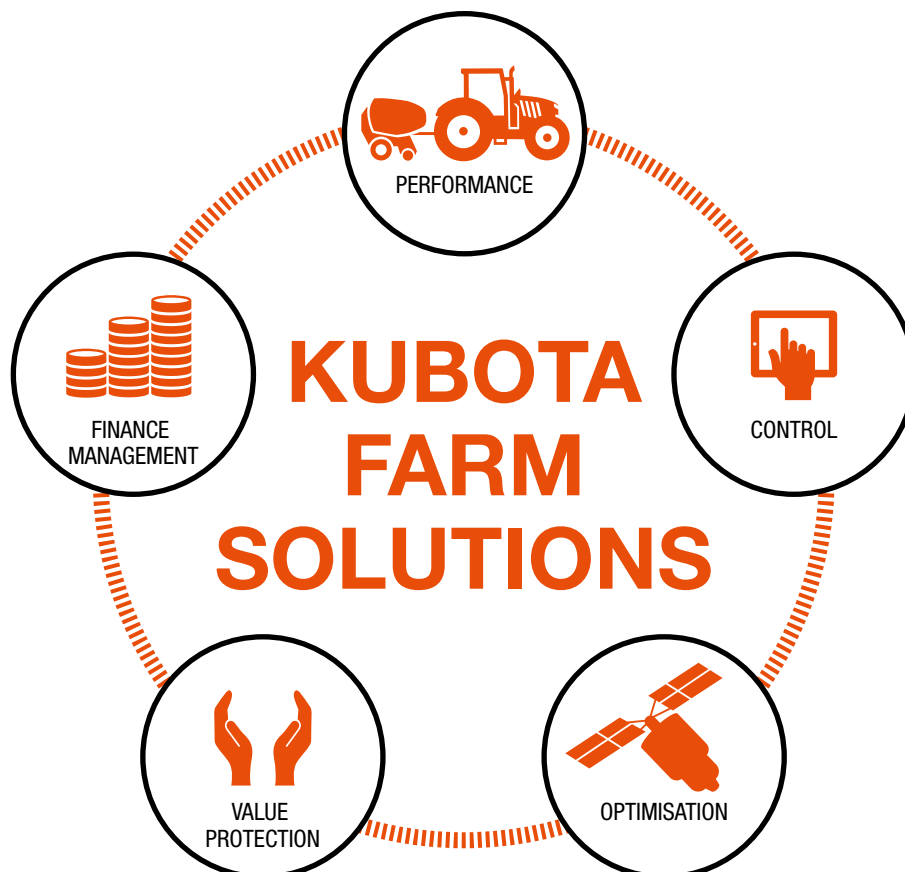 PERFORMANCE
FINANCE
MANAGEMENT
KUBOTA
FARM
SOLUTIONS
CONTROL
VALUE
PROTECTION
OPTIMISATION